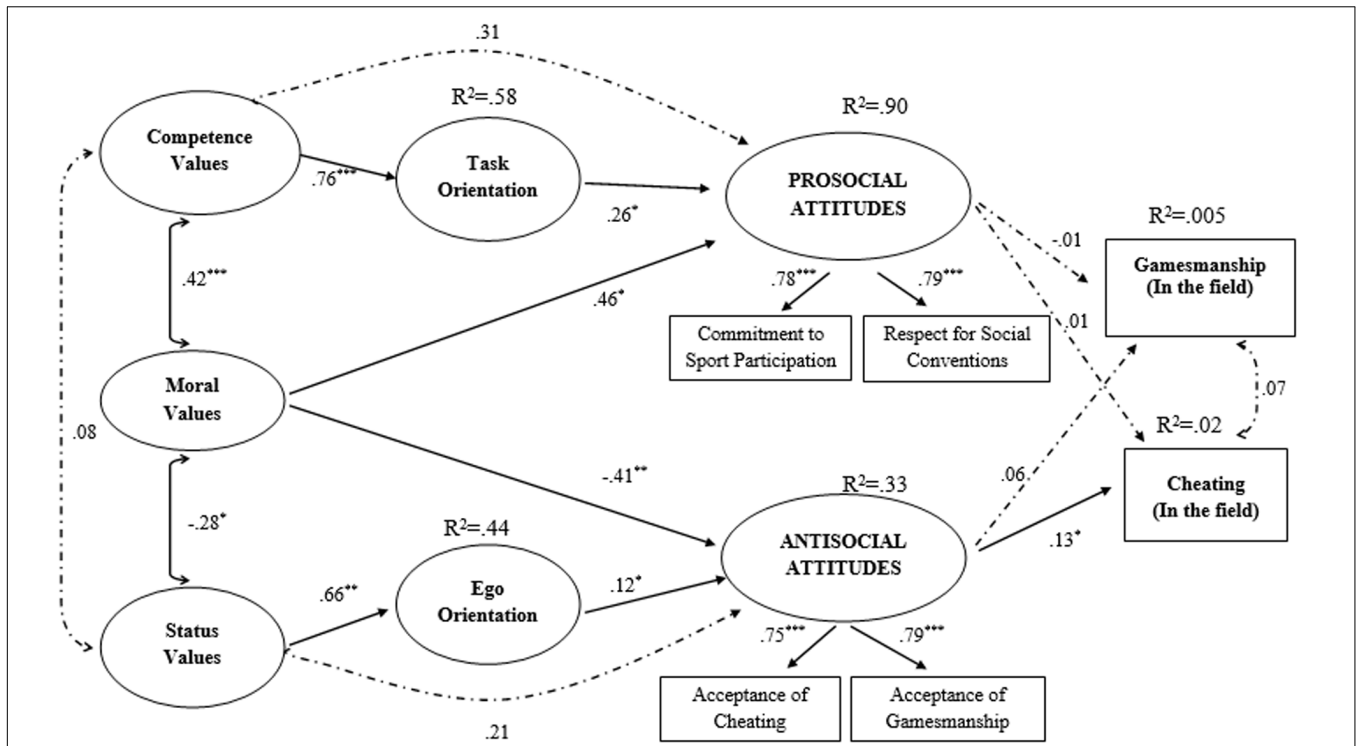 .31
R²=.58
R²=.90
Competence
Values
Task
Orientation
.76***
.26*
PROSOCIAL
ATTITUDES
R²=.005
-.01
Gamesmanship
(In the field)
.42***
.46*
.78***
.79***
.01
Commitment to
Sport Participation
Respect for Social
Conventions
Moral
Values
.07
.08
R²=.02
-.41**
.06
Cheating
(In the field)
R²=.33
-.28*
R²=.44
ANTISOCIAL
ATTITUDES
.13*
.66**
Ego
Orientation
.12*
Status
Values
.75***
.79***
Acceptance of
Cheating
Acceptance of
Gamesmanship
.21